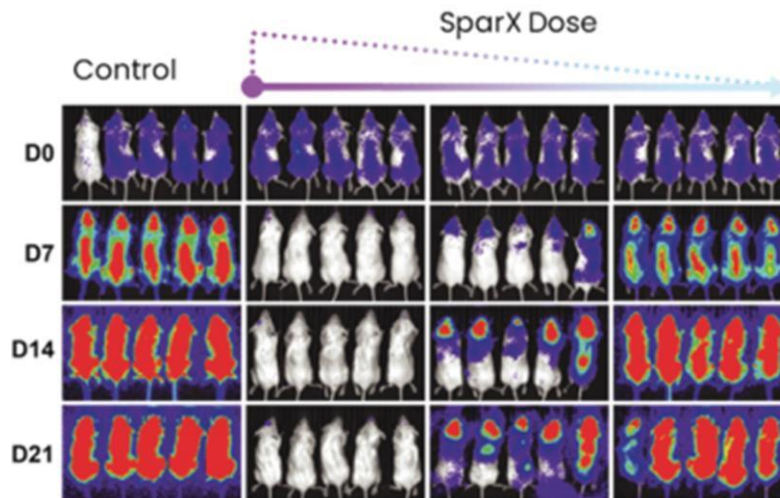 SparX Dose
Control
D0
D7
D14
D21